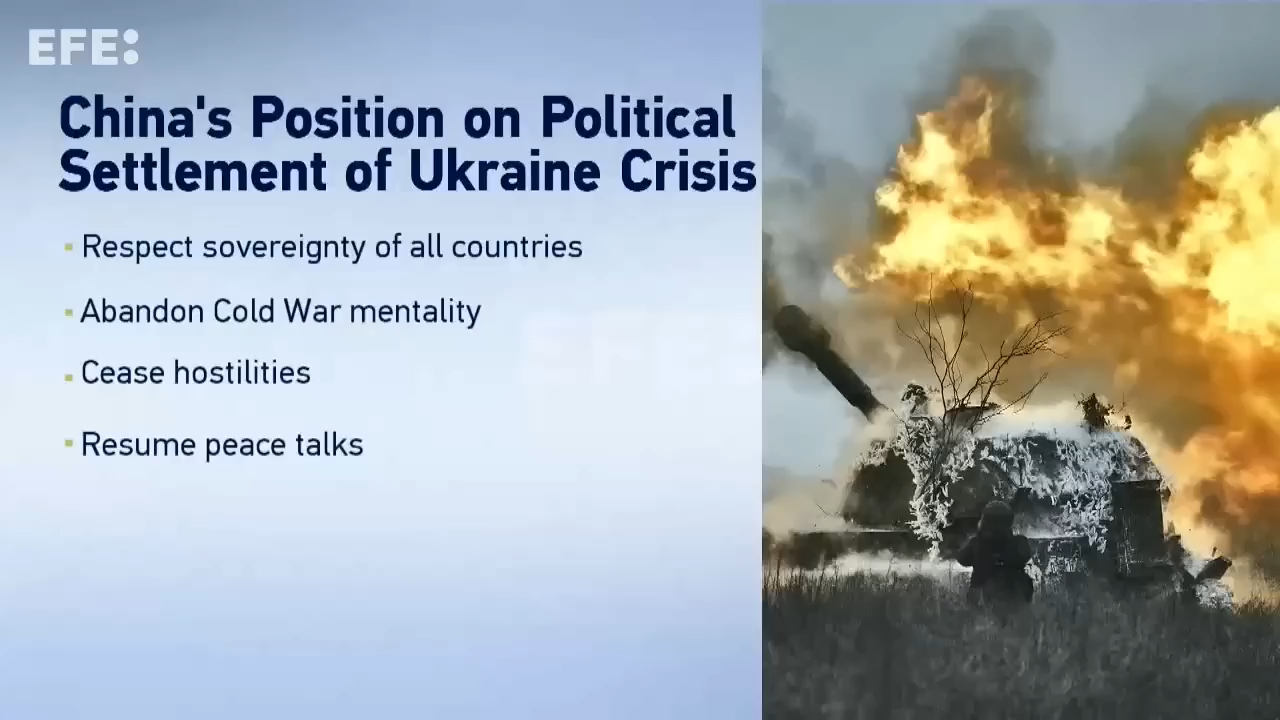 EFE:
China's Position on Political
Settlement of Ukraine Crisis
Respect sovereignty of all countries
Abandon Cold War mentality
EFE:
Cease hostilities
Resume peace talks